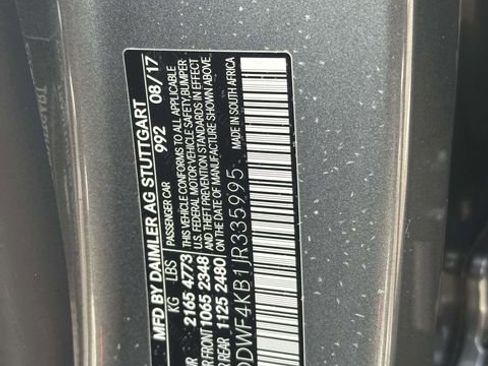 MFD BY DAIMLER AG STUTTGART
PASSENGER CAR 992 08/17
KG LBS
THIS VEHICLE CONFORMS TO ALL APPLICABLE
U.S. FEDERAL MOTOR VEHICLE SAFETY, BUMPER
AND THEFT PREVENTION STANDARDS IN EFFECT
ON THE DATE OF MANUFACTURE SHOWN ABOVE
2165 4773
FRONT 1065 2348
REAR 1125 2480
MADE IN SOUTH AFRICA
DDWF4KB1JR335995